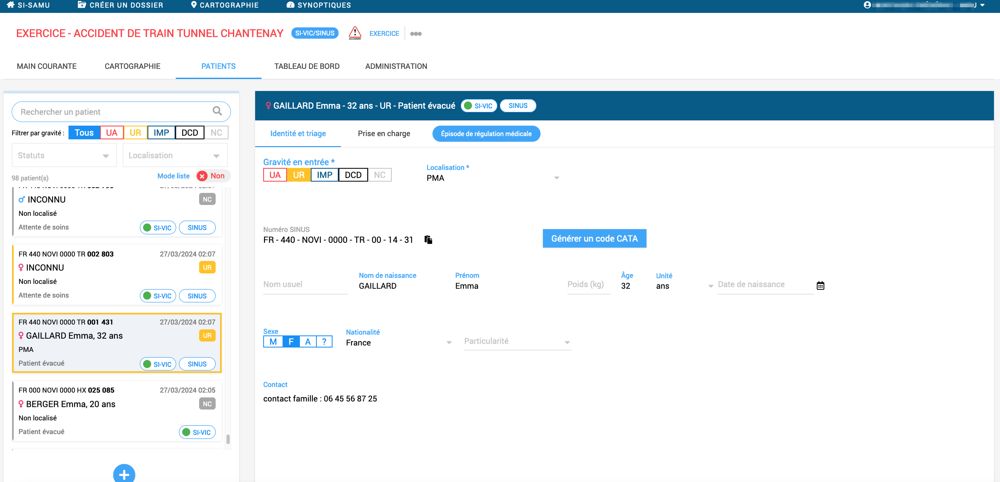 SI-SAMU
CRÉER UN DOSSIER
CARTOGRAPHIE
SYNOPTIQUES
EXERCICE - ACCIDENT DE TRAIN TUNNEL CHANTENAY
SI-VIC/SINUS
ACCIDENT
EXERCICE
MAIN COURANTE
CARTOGRAPHIE
PATIENTS
TABLEAU DE BORD
ADMINISTRATION
Rechercher un patient
Filtrer par gravité :
Tous
UA
UR
IMP
DCD
NC
Statuts
Localisation
98 patient(s)
Mode liste
Non
INCONNU
NC
Non localisé
Attente de soins
SI-VIC
SINUS
FR 440 NOVI 0000 TR 002 803
27/03/2024 02:07
INCONNU
UR
Non localisé
Attente de soins
SI-VIC
SINUS
FR 440 NOVI 0000 TR 001 431
27/03/2024 02:07
GAILLARD Emma, 32 ans
UR
PMA
Patient évacué
SI-VIC
SINUS
FR 000 NOVI 0000 HX 025 085
27/03/2024 02:05
BERGER Emma, 20 ans
NC
Non localisé
Patient évacué
SI-VIC
GAILLARD Emma - 32 ans - UR - Patient évacué
SI-VIC
SINUS
Identité et triage
Prise en charge
Épisode de régulation médicale
Gravité en entrée *
UA
UR
IMP
DCD
NC
Localisation *
PMA
Numéro SINUS
FR - 440 - NOVI - 0000 - TR - 00 - 14 - 31
Générer un code CATA
Nom usuel
Nom de naissance
GAILLARD
Prénom
Emma
Poids (kg)
Âge
32
Unité
ans
Date de naissance
Sexe
M
F
A
?
Nationalité
France
Particularité
Contact
contact famille : 06 45 56 87 25